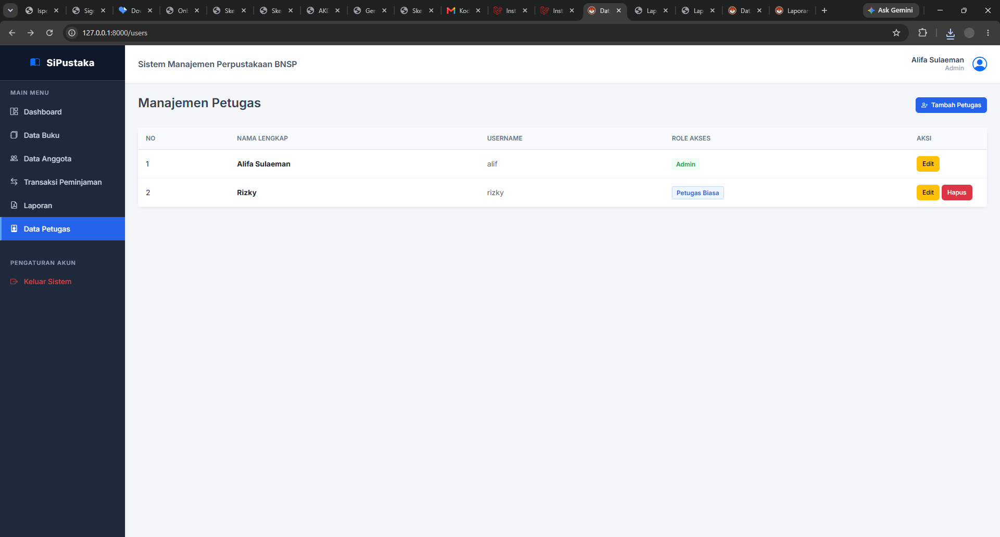 Ispe
Sign
Dov
Onl
Ske
Ske
AK
Ger
Ske
Kod
Inst
Inst
Dat
Lap
Lap
Dat
Laporan
Ask Gemini
127.0.0.1:8000/users
SiPustaka
Sistem Manajemen Perpustakaan BNSP
Alifa Sulaeman
Admin
MAIN MENU
Dashboard
Data Buku
Data Anggota
Transaksi Peminjaman
Laporan
Data Petugas
PENGATURAN AKUN
Keluar Sistem
Manajemen Petugas
Tambah Petugas
NO NAMA LENGKAP USERNAME ROLE AKSES AKSI
1 Alifa Sulaeman alif Admin Edit
2 Rizky rizky Petugas Biasa Edit Hapus